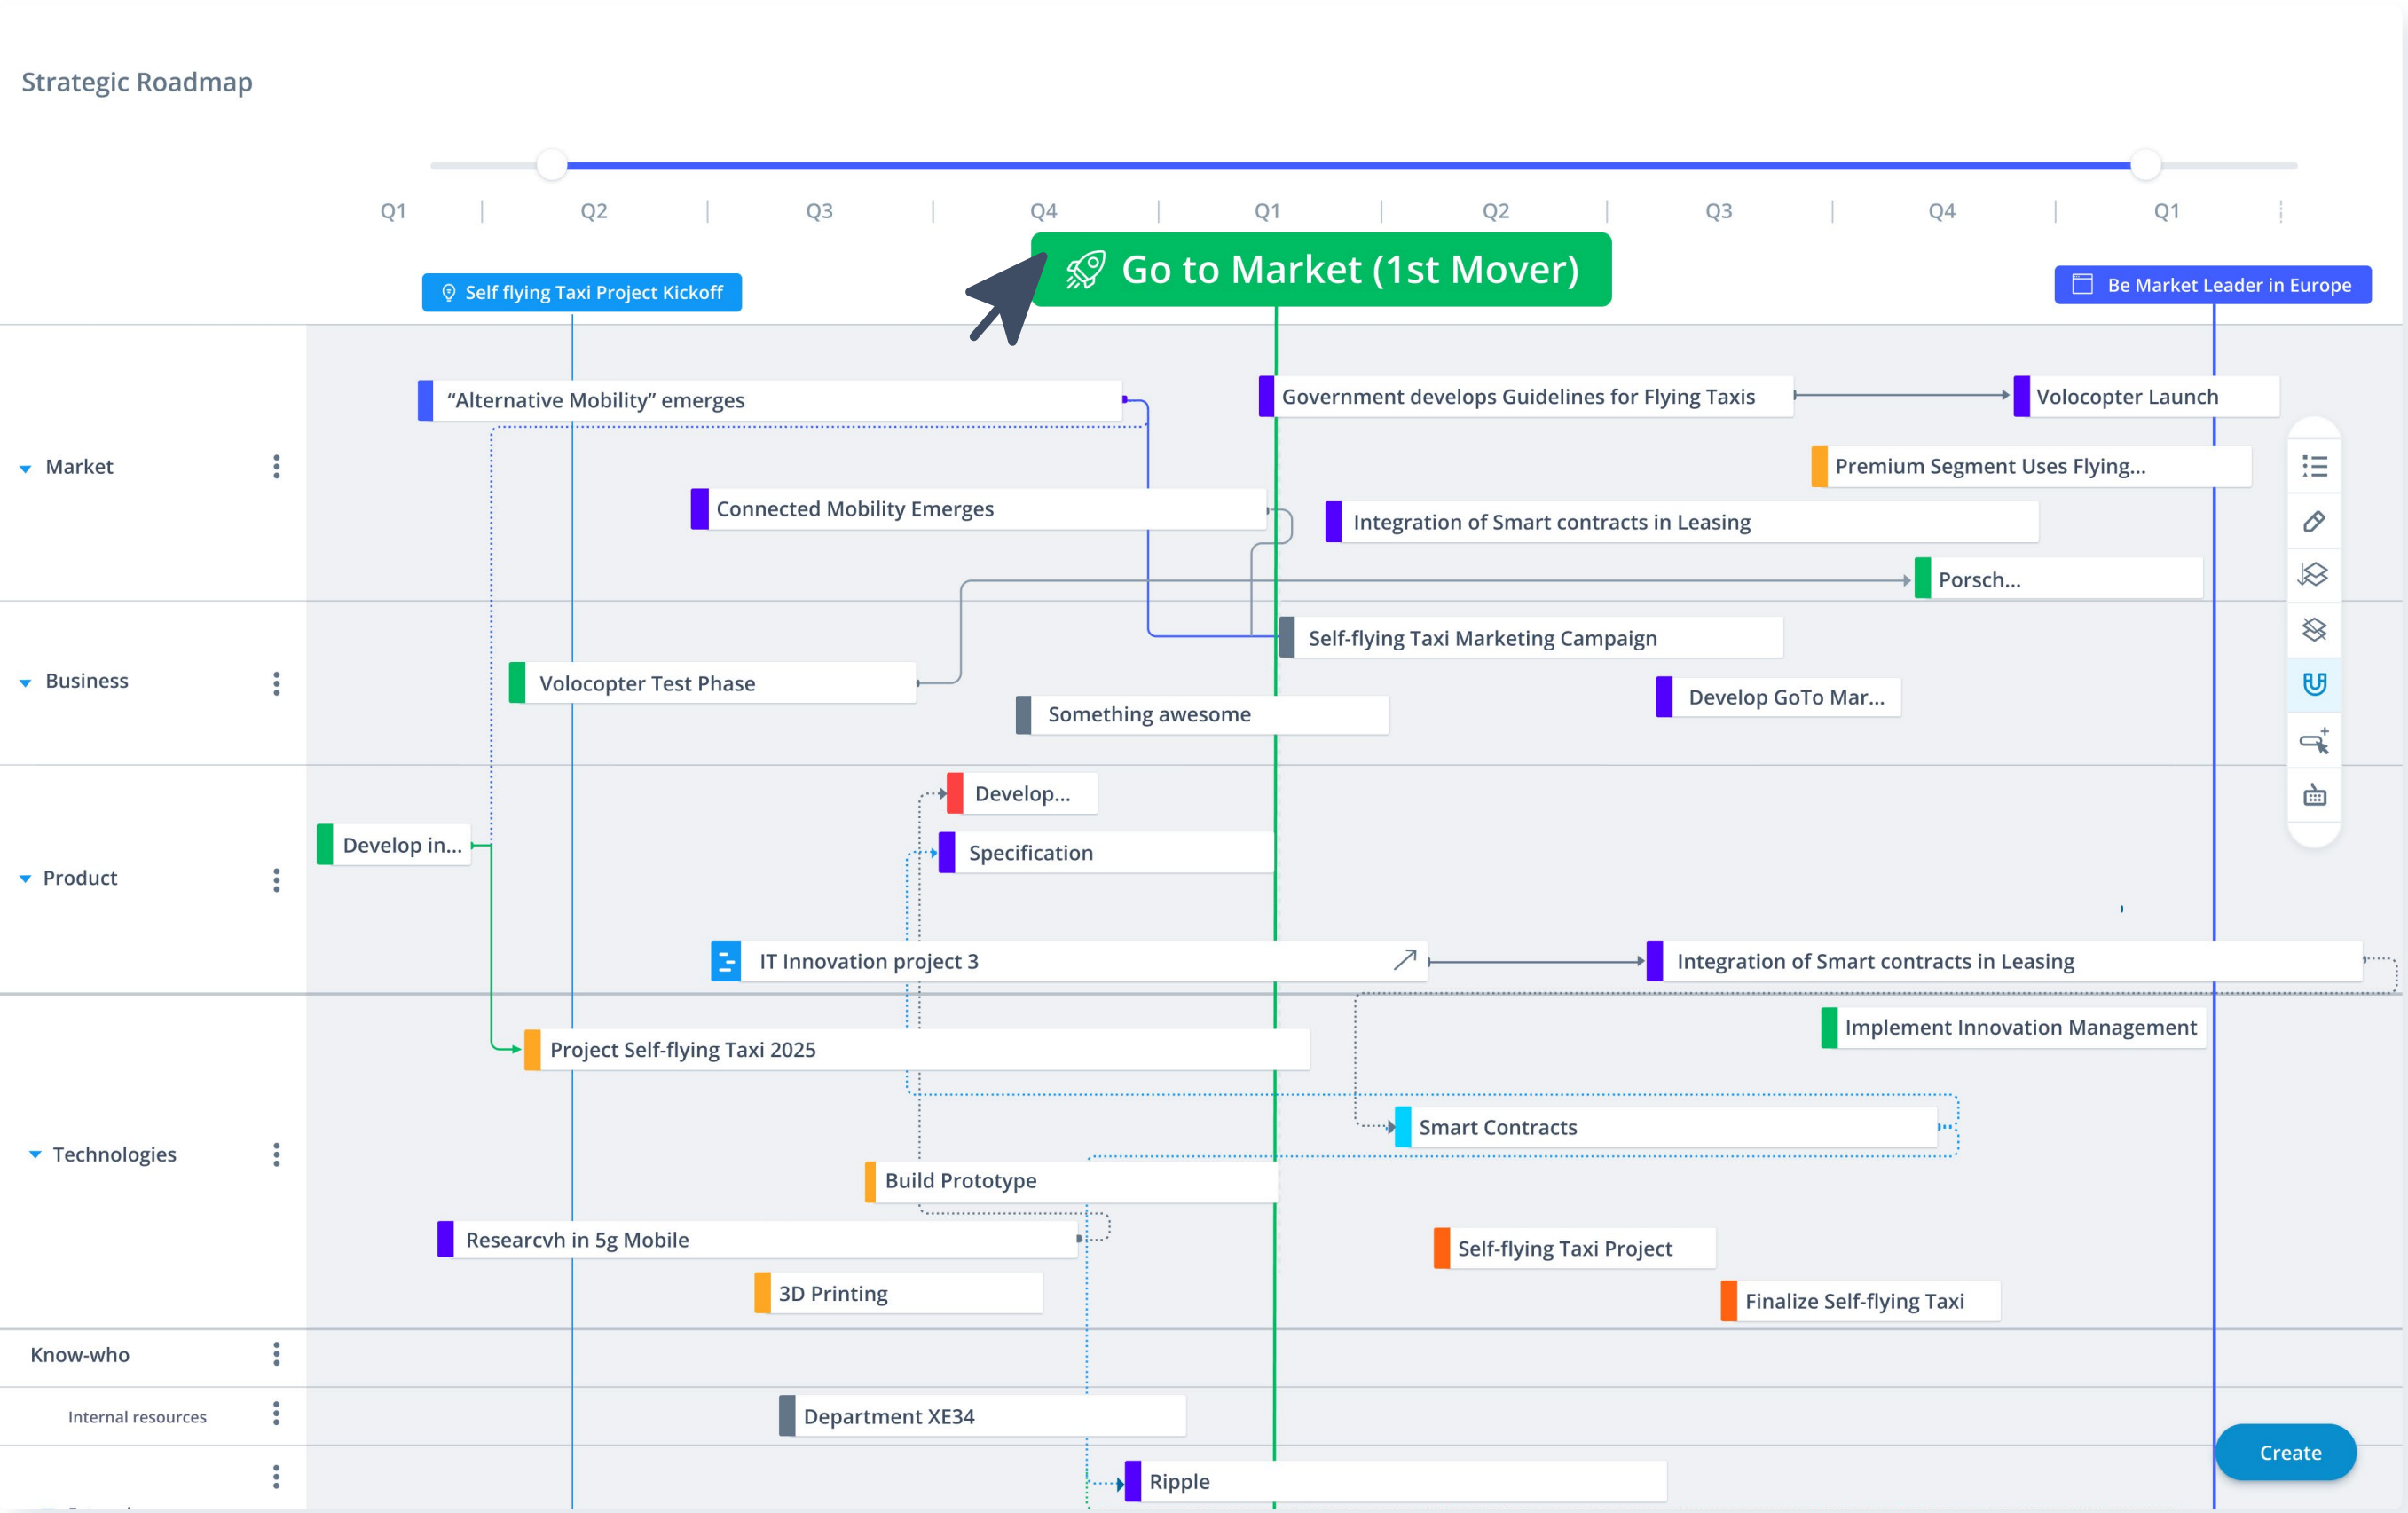 Strategic Roadmap
Q1 Q2 Q3 Q4 Q1 Q2 Q3 Q4 Q1
Self flying Taxi Project Kickoff
Go to Market (1st Mover)
Be Market Leader in Europe
Market
“Alternative Mobility” emerges
Government develops Guidelines for Flying Taxis
Volocopter Launch
Premium Segment Uses Flying...
Connected Mobility Emerges
Integration of Smart contracts in Leasing
Porsch...
Business
Self-flying Taxi Marketing Campaign
Volocopter Test Phase
Develop GoTo Mar...
Something awesome
Product
Develop...
Develop in...
Specification
IT Innovation project 3
Integration of Smart contracts in Leasing
Technologies
Implement Innovation Management
Project Self-flying Taxi 2025
Smart Contracts
Build Prototype
Researcvh in 5g Mobile
Self-flying Taxi Project
3D Printing
Finalize Self-flying Taxi
Know-who
Internal resources
Department XE34
Create
Ripple